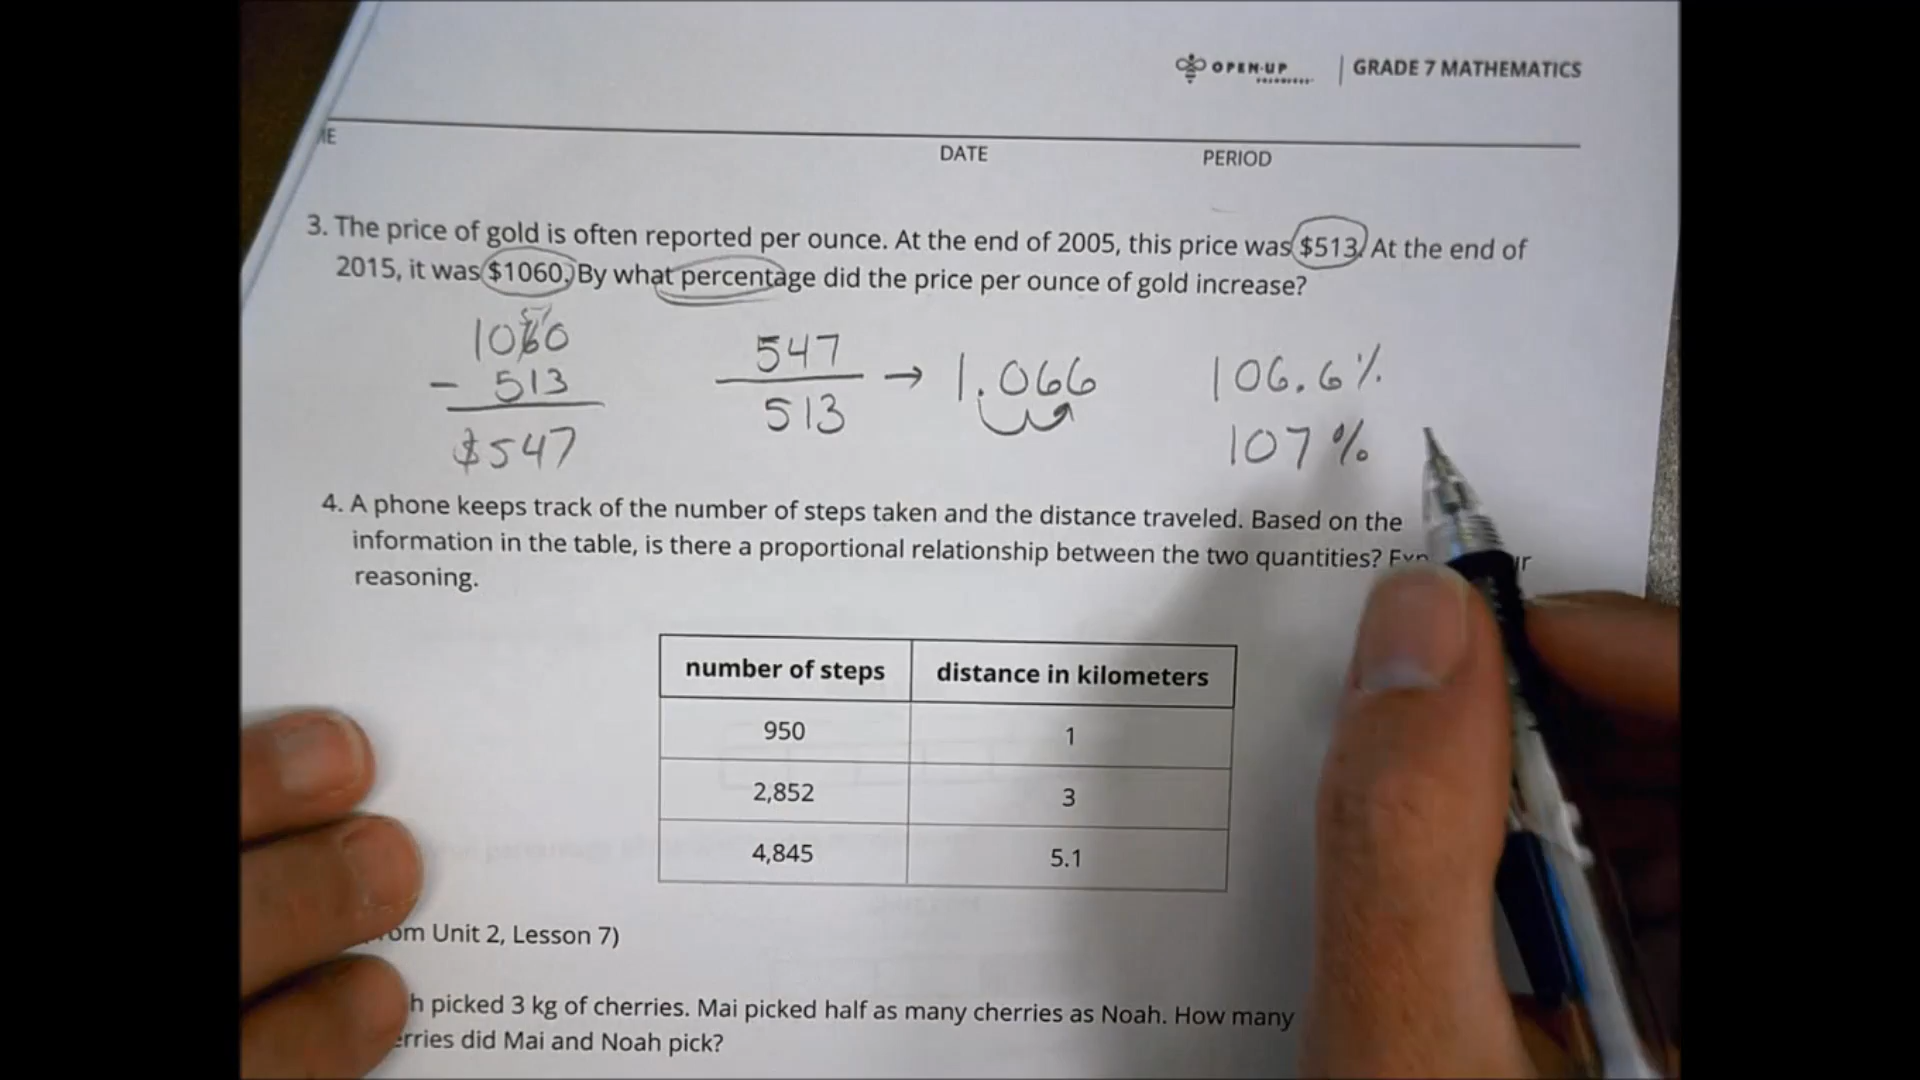 OPEN-UP | GRADE 7 MATHEMATICS
DATE PERIOD
3. The price of gold is often reported per ounce. At the end of 2005, this price was $513. At the end of
2015, it was $1060. By what percentage did the price per ounce of gold increase?
1060
- 513
$547
547
513
→ 1.066
106.6%
107%
4. A phone keeps track of the number of steps taken and the distance traveled. Based on the
information in the table, is there a proportional relationship between the two quantities?
reasoning.
number of steps distance in kilometers
950 1
2,852 3
4,845 5.1
om Unit 2, Lesson 7)
h picked 3 kg of cherries. Mai picked half as many cherries as Noah. How many
erries did Mai and Noah pick?